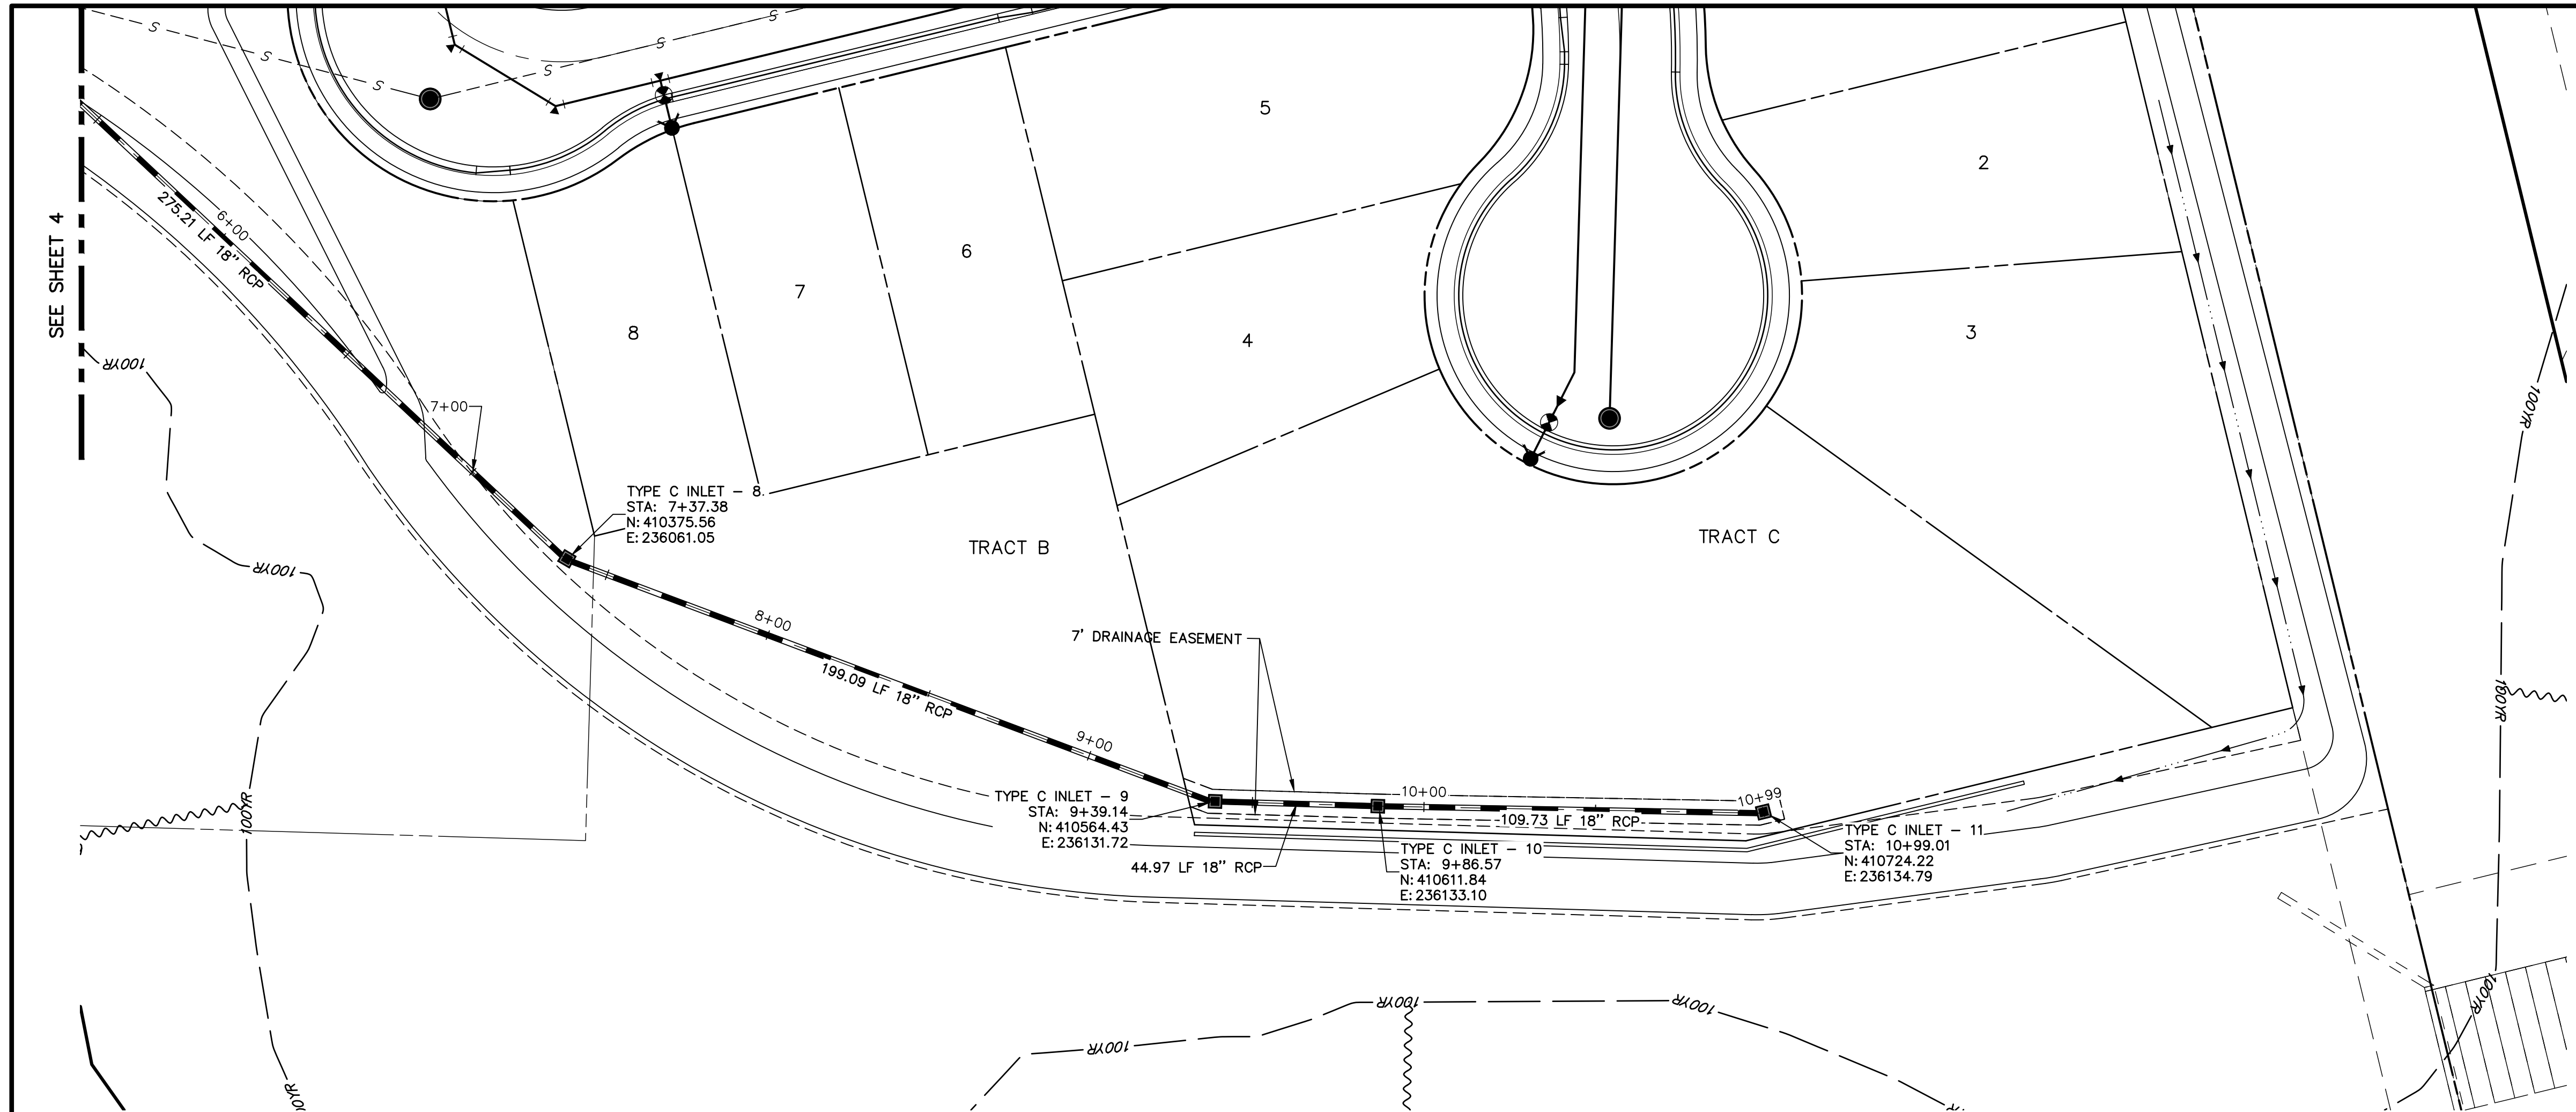 S
S
S
S
S
S
SEE SHEET 4
5
2
6
7
8
4
3
6+00
275.21 LF 18" RCP
7+00
100YR
100YR
TYPE C INLET - 8
STA: 7+37.38
N: 410375.56
E: 236061.05
TRACT B
TRACT C
8+00
199.09 LF 18" RCP
7' DRAINAGE EASEMENT
9+00
100YR
100YR
100YR
TYPE C INLET - 9
STA: 9+39.14
N: 410564.43
E: 236131.72
10+00
10+99
109.73 LF 18" RCP
44.97 LF 18" RCP
TYPE C INLET - 10
STA: 9+86.57
N: 410611.84
E: 236133.10
TYPE C INLET - 11
STA: 10+99.01
N: 410724.22
E: 236134.79
100YR
100YR
100YR
100YR